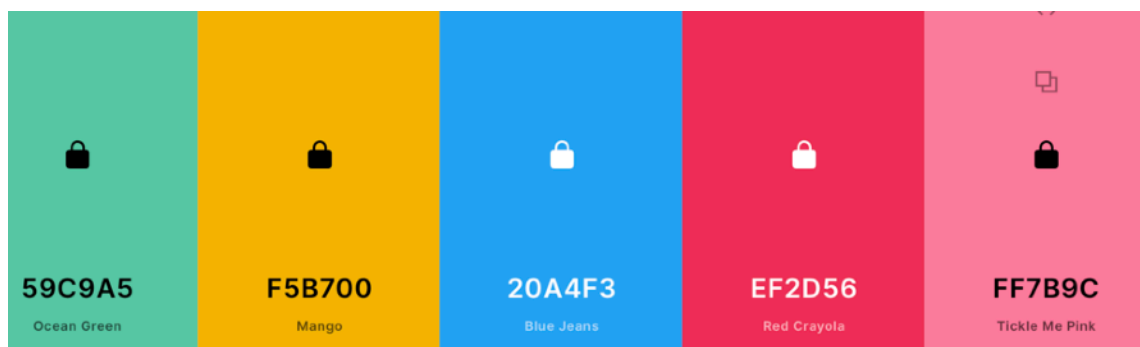 59C9A5
Ocean Green
F5B700
Mango
20A4F3
Blue Jeans
EF2D56
Red Crayola
FF7B9C
Tickle Me Pink